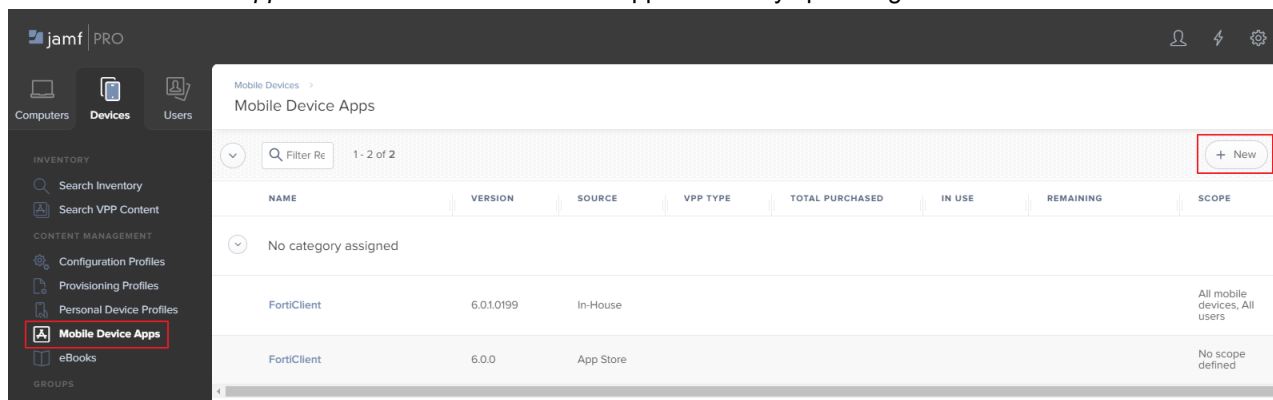 jamf PRO
Computers Devices Users
Mobile Devices >
Mobile Device Apps
Filter Re 1 - 2 of 2 + New
INVENTORY
Search Inventory
Search VPP Content
CONTENT MANAGEMENT
Configuration Profiles
Provisioning Profiles
Personal Device Profiles
Mobile Device Apps
eBooks
GROUPS
NAME VERSION SOURCE VPP TYPE TOTAL PURCHASED IN USE REMAINING SCOPE
No category assigned
FortiClient 6.0.1.0199 In-House All mobile
devices, All
users
FortiClient 6.0.0 App Store No scope
defined